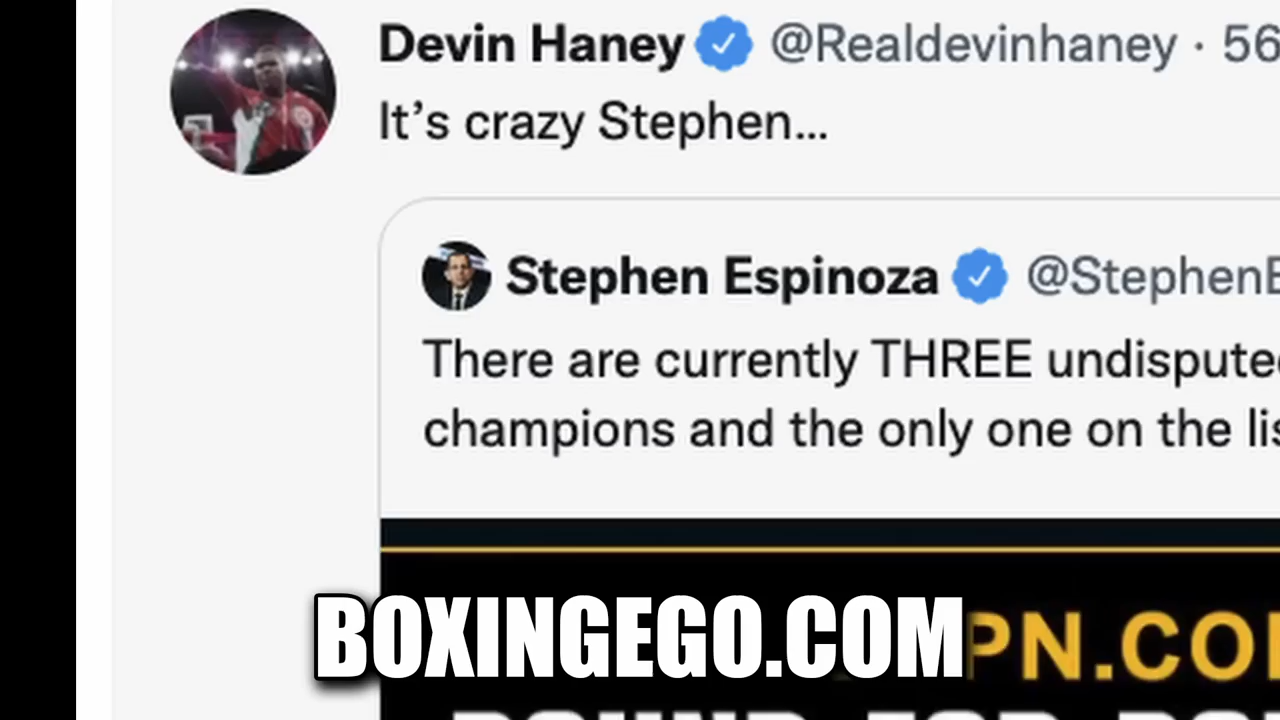 Devin Haney @Realdevinhaney · 56
It's crazy Stephen...
Stephen Espinoza @StephenE
There are currently THREE undisputed
champions and the only one on the lis
BOXINGEGO.COM
PN.CO